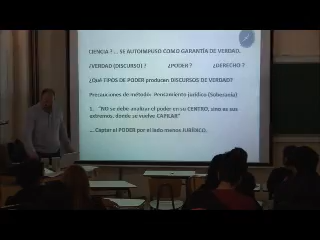 CIENCIA ? ... SE AUTOIMPUSO COMO GARANTÍA DE VERDAD.
¿VERDAD (DISCURSO) ? ¿PODER ? ¿DERECHO ?
¿Qué TIPOS DE PODER producen DISCURSOS DE VERDAD?
Precauciones de método: Pensamiento jurídico (Soberanía)
1. "NO se debe analizar el poder en su CENTRO, sino en sus
extremos, donde se vuelve CAPILAR"
... Captar el PODER por el lado menos JURÍDICO.